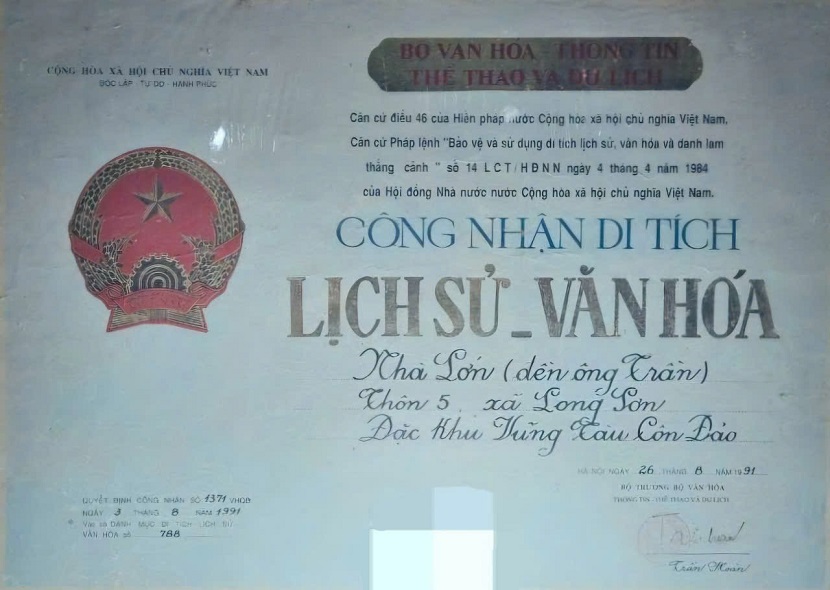 CỘNG HÒA XÃ HỘI CHỦ NGHĨA VIỆT NAM
ĐỘC LẬP - TỰ DO - HẠNH PHÚC
BỘ VĂN HÓA - THÔNG TIN
THỂ THAO VÀ DU LỊCH
Căn cứ điều 46 của Hiến pháp nước Cộng hòa xã hội chủ nghĩa Việt Nam.
Căn cứ Pháp lệnh "Bảo vệ và sử dụng di tích lịch sử, văn hóa và danh lam
thắng cảnh " số 14 LCT/HĐNN ngày 4 tháng 4 năm 1984
của Hội đồng Nhà nước nước Cộng hòa xã hội chủ nghĩa Việt Nam.
CÔNG NHẬN DI TÍCH
LỊCH SỬ _ VĂN HÓA
Nhà Lớn (đền ông Trần)
Thôn 5, xã Long Sơn
Đặc Khu Vũng Tàu Côn Đảo
HÀ NỘI NGÀY 26 THÁNG 8 NĂM 1991
BỘ TRƯỞNG BỘ VĂN HÓA
THÔNG TIN - THỂ THAO VÀ DU LỊCH
Trần Hoàn
QUYẾT ĐỊNH CÔNG NHẬN SỐ 1371 VHQĐ
NGÀY 3 THÁNG 8 NĂM 1991
Vào sổ DANH MỤC DI TÍCH LỊCH SỬ
VĂN HÓA số 788